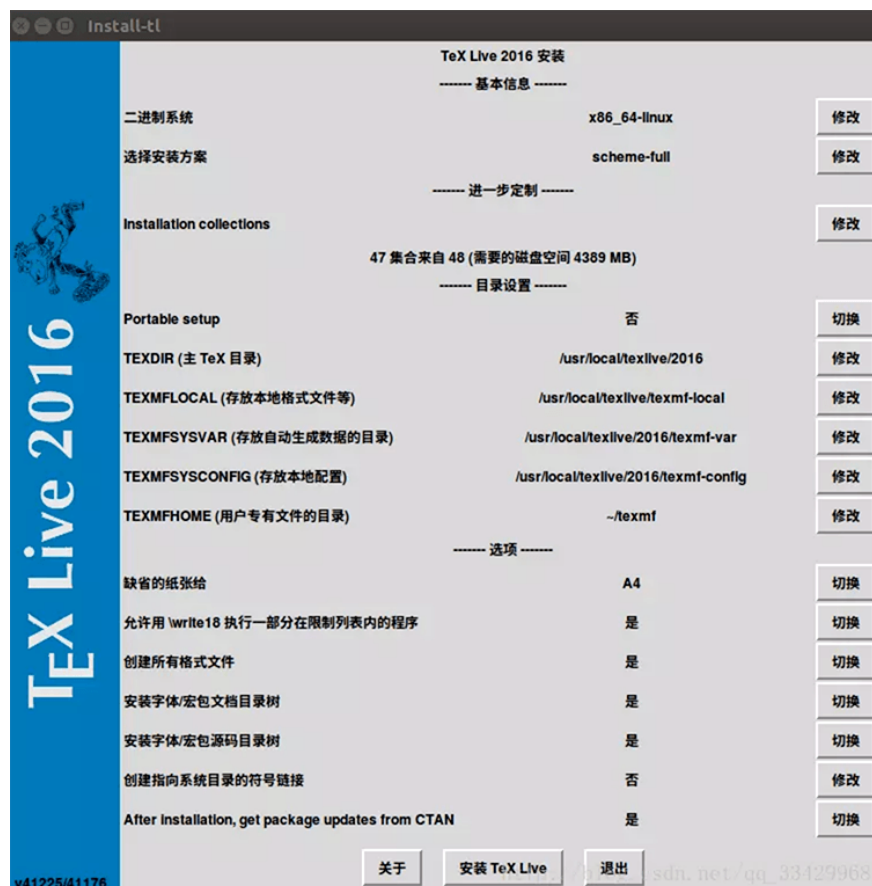 Install-tl
TeX Live 2016 安装
------- 基本信息 -------
二进制系统 x86_64-linux 修改
选择安装方案 scheme-full 修改
------- 进一步定制 -------
Installation collections 修改
47 集合来自 48 (需要的磁盘空间 4389 MB)
------- 目录设置 -------
Portable setup 否 切换
TEXDIR (主 TeX 目录) /usr/local/texlive/2016 修改
TEXMFLOCAL (存放本地格式文件等) /usr/local/texlive/texmf-local 修改
TEXMFSYSVAR (存放自动生成数据的目录) /usr/local/texlive/2016/texmf-var 修改
TEXMFSYSCONFIG (存放本地配置) /usr/local/texlive/2016/texmf-config 修改
TEXMFHOME (用户专有文件的目录) ~/texmf 修改
------- 选项 -------
缺省的纸张给 A4 切换
允许用 \write18 执行一部分在限制列表内的程序 是 切换
创建所有格式文件 是 切换
安装字体/宏包文档目录树 是 切换
安装字体/宏包源码目录树 是 切换
创建指向系统目录的符号链接 否 修改
After installation, get package updates from CTAN 是 切换
关于 安装 TeX Live 退出
TEX Live 2016
v41225/41176
sdn.net/qq_33429968